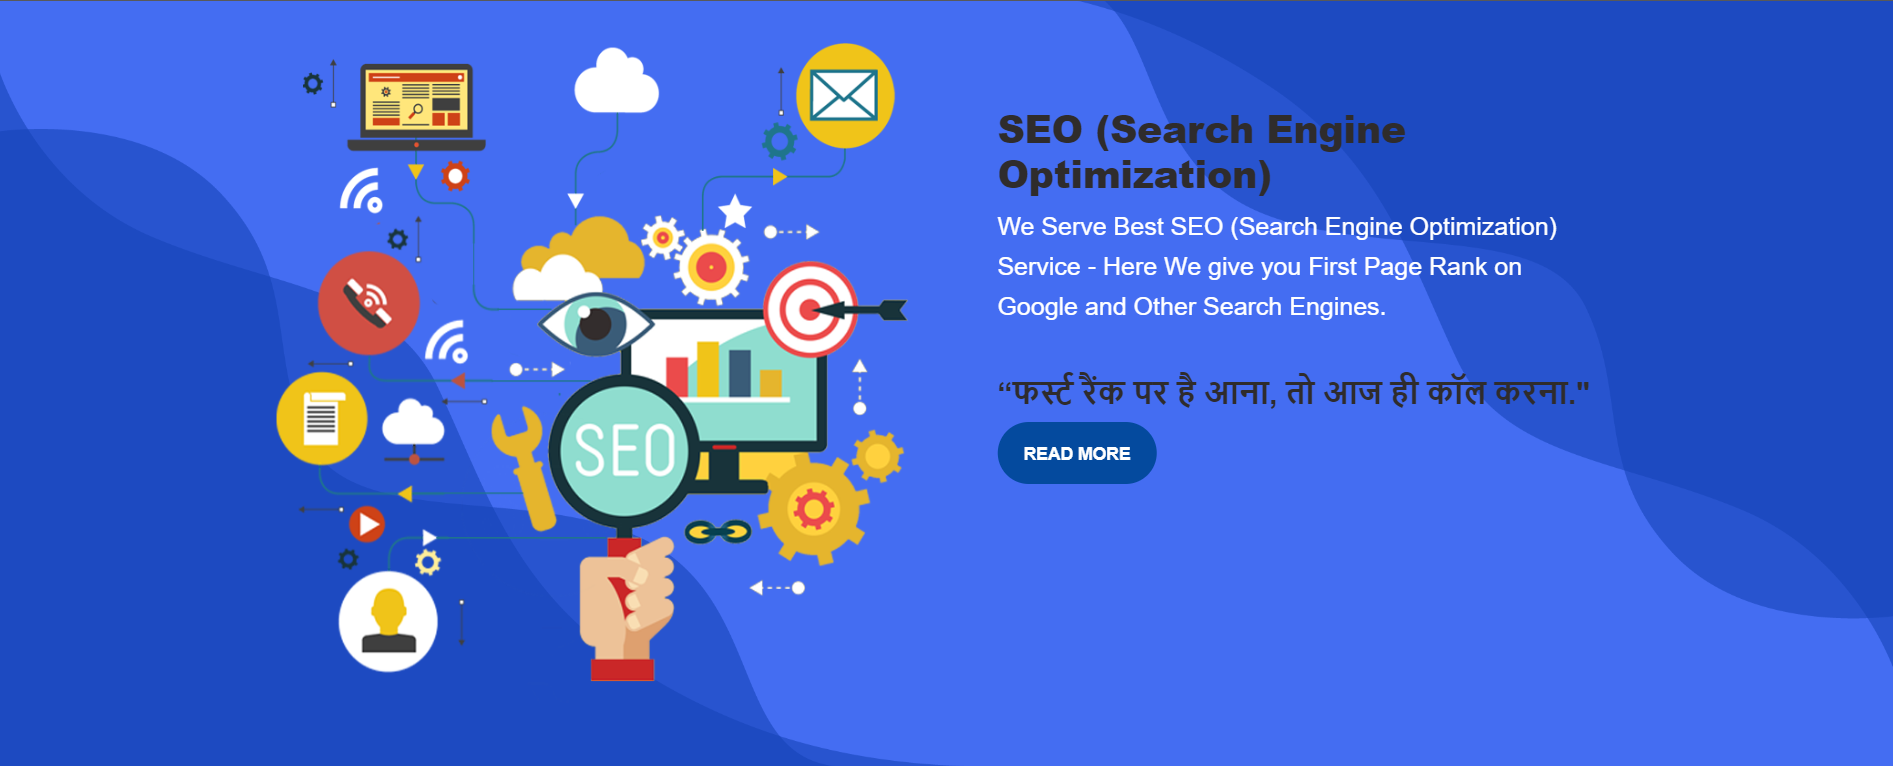 SEO (Search Engine
Optimization)
We Serve Best SEO (Search Engine Optimization)
Service - Here We give you First Page Rank on
Google and Other Search Engines.
“फर्स्ट रैंक पर है आना, तो आज ही कॉल करना."
READ MORE
SEO